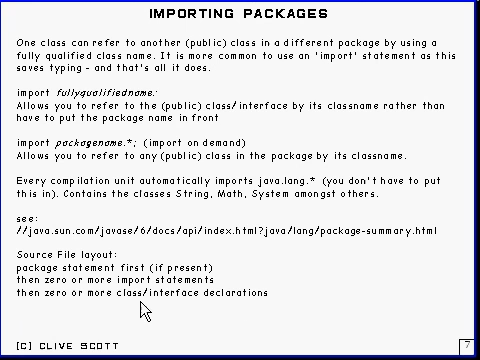 IMPORTING PACKAGES
One class can refer to another (public) class in a different package by using a
fully qualified class name. It is more common to use an 'import' statement as this
saves typing - and that's all it does.
import fullyqualifiedname;
Allows you to refer to the (public) class/interface by its classname rather than
have to put the package name in front
import packagename.*; (import on demand)
Allows you to refer to any (public) class in the package by its classname.
Every compilation unit automatically imports java.lang.* (you don't have to put
this in). Contains the classes String, Math, System amongst others.
see:
//java.sun.com/javase/6/docs/api/index.html?java/lang/package-summary.html
Source File layout:
package statement first (if present)
then zero or more import statements
then zero or more class/interface declarations
(C) CLIVE SCOTT
7